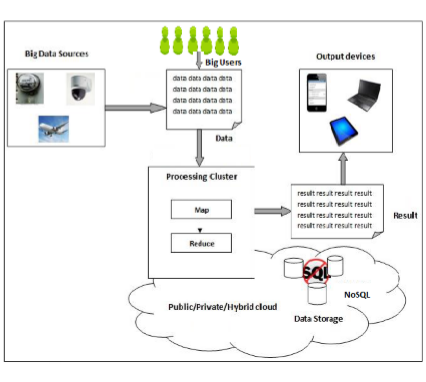 Big Data Sources
Big Users
Output devices
data data data data
data data data data
data data data data
data data data data
Data
Processing Cluster
Map
Reduce
result result result result
result result result result
result result result result
result result result result
Result
SQL
NoSQL
Public/Private/Hybrid cloud
Data Storage